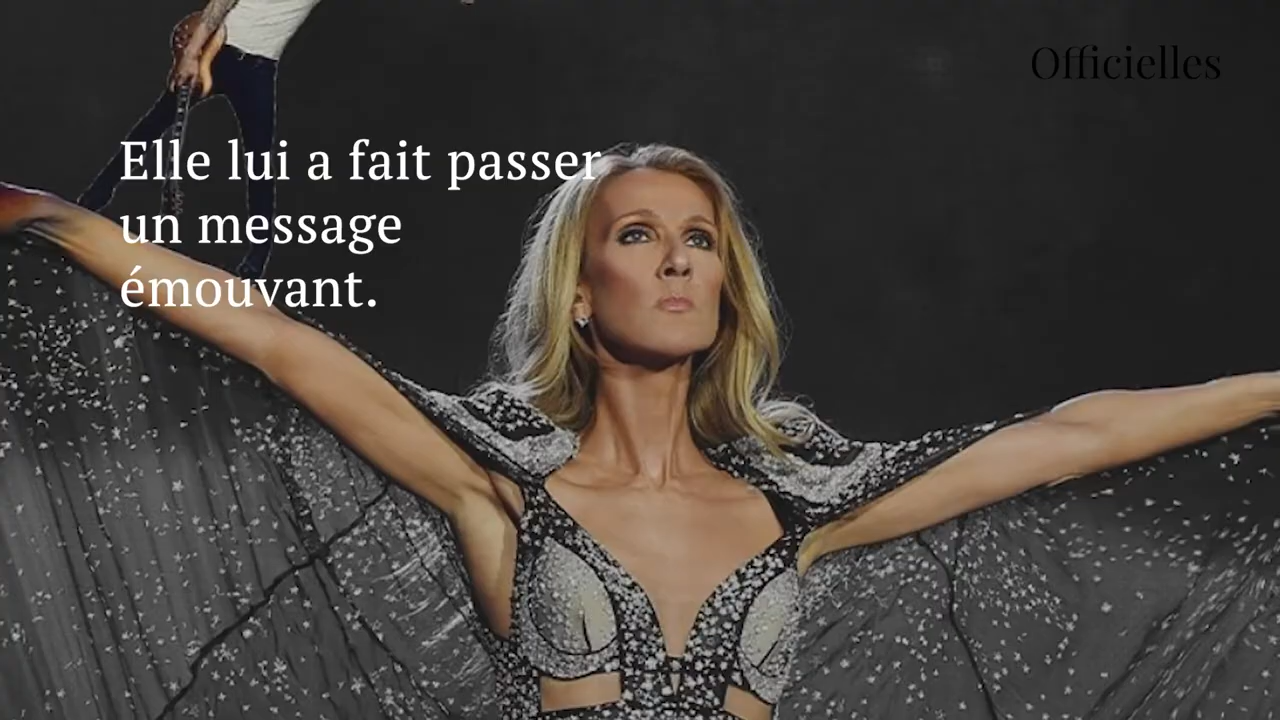 Officielles
Elle lui a fait passer
un message
émouvant.